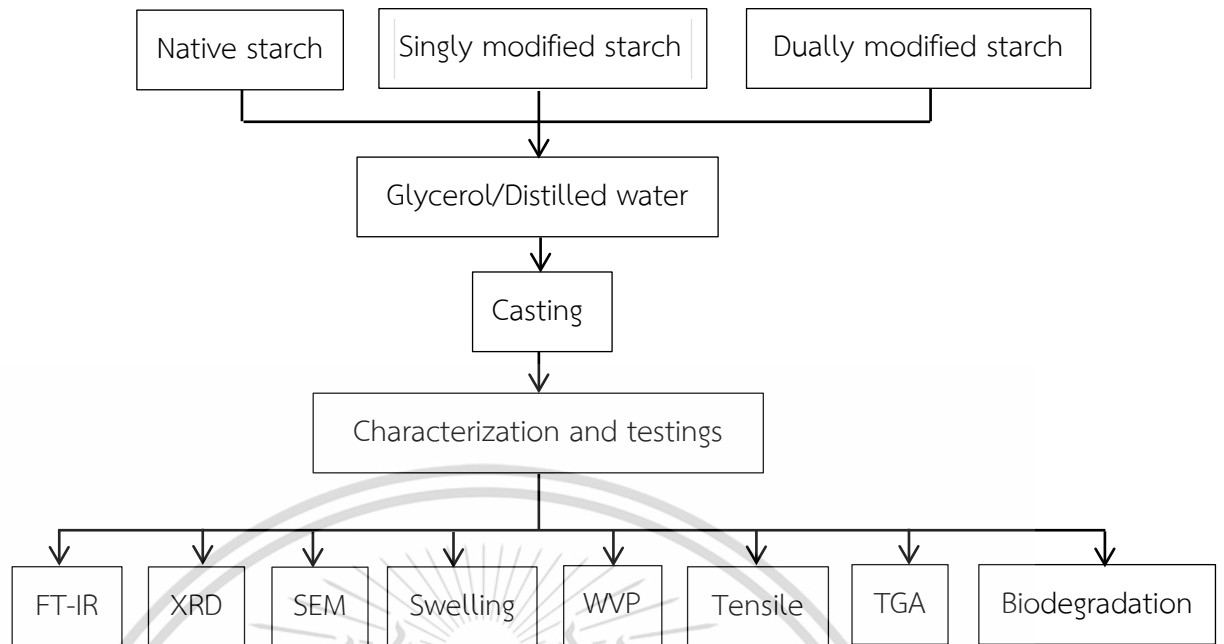 Native starch
Singly modified starch
Dually modified starch
Glycerol/Distilled water
Casting
Characterization and testings
FT-IR
XRD
SEM
Swelling
WVP
Tensile
TGA
Biodegradation